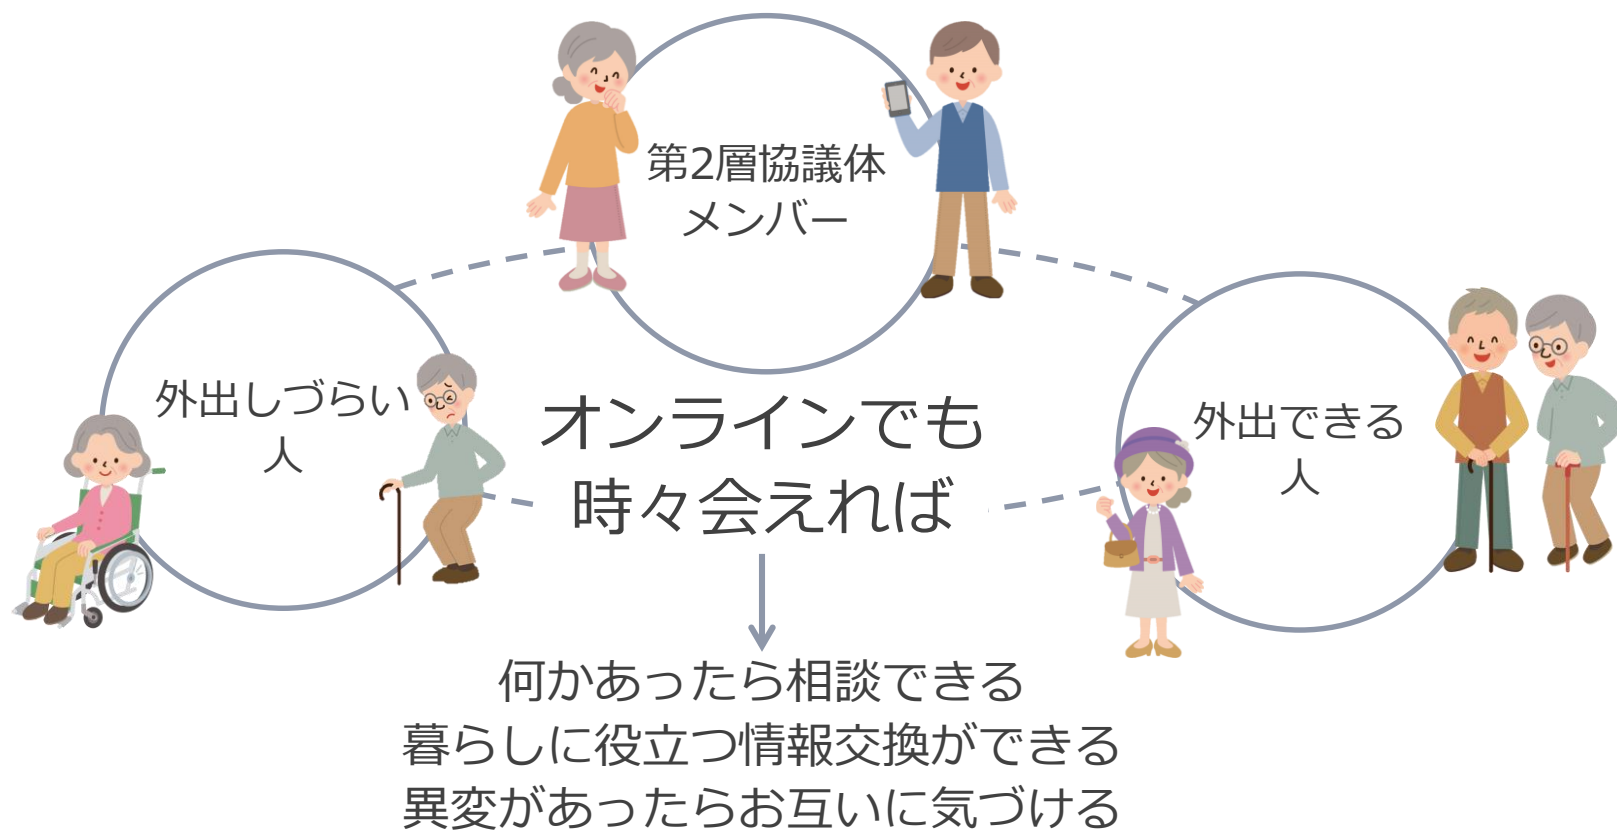 第2層協議体
メンバー
外出しづらい
人
オンラインでも
時々会えれば
外出できる
人
何かあったら相談できる
暮らしに役立つ情報交換ができる
異変があったらお互いに気づける